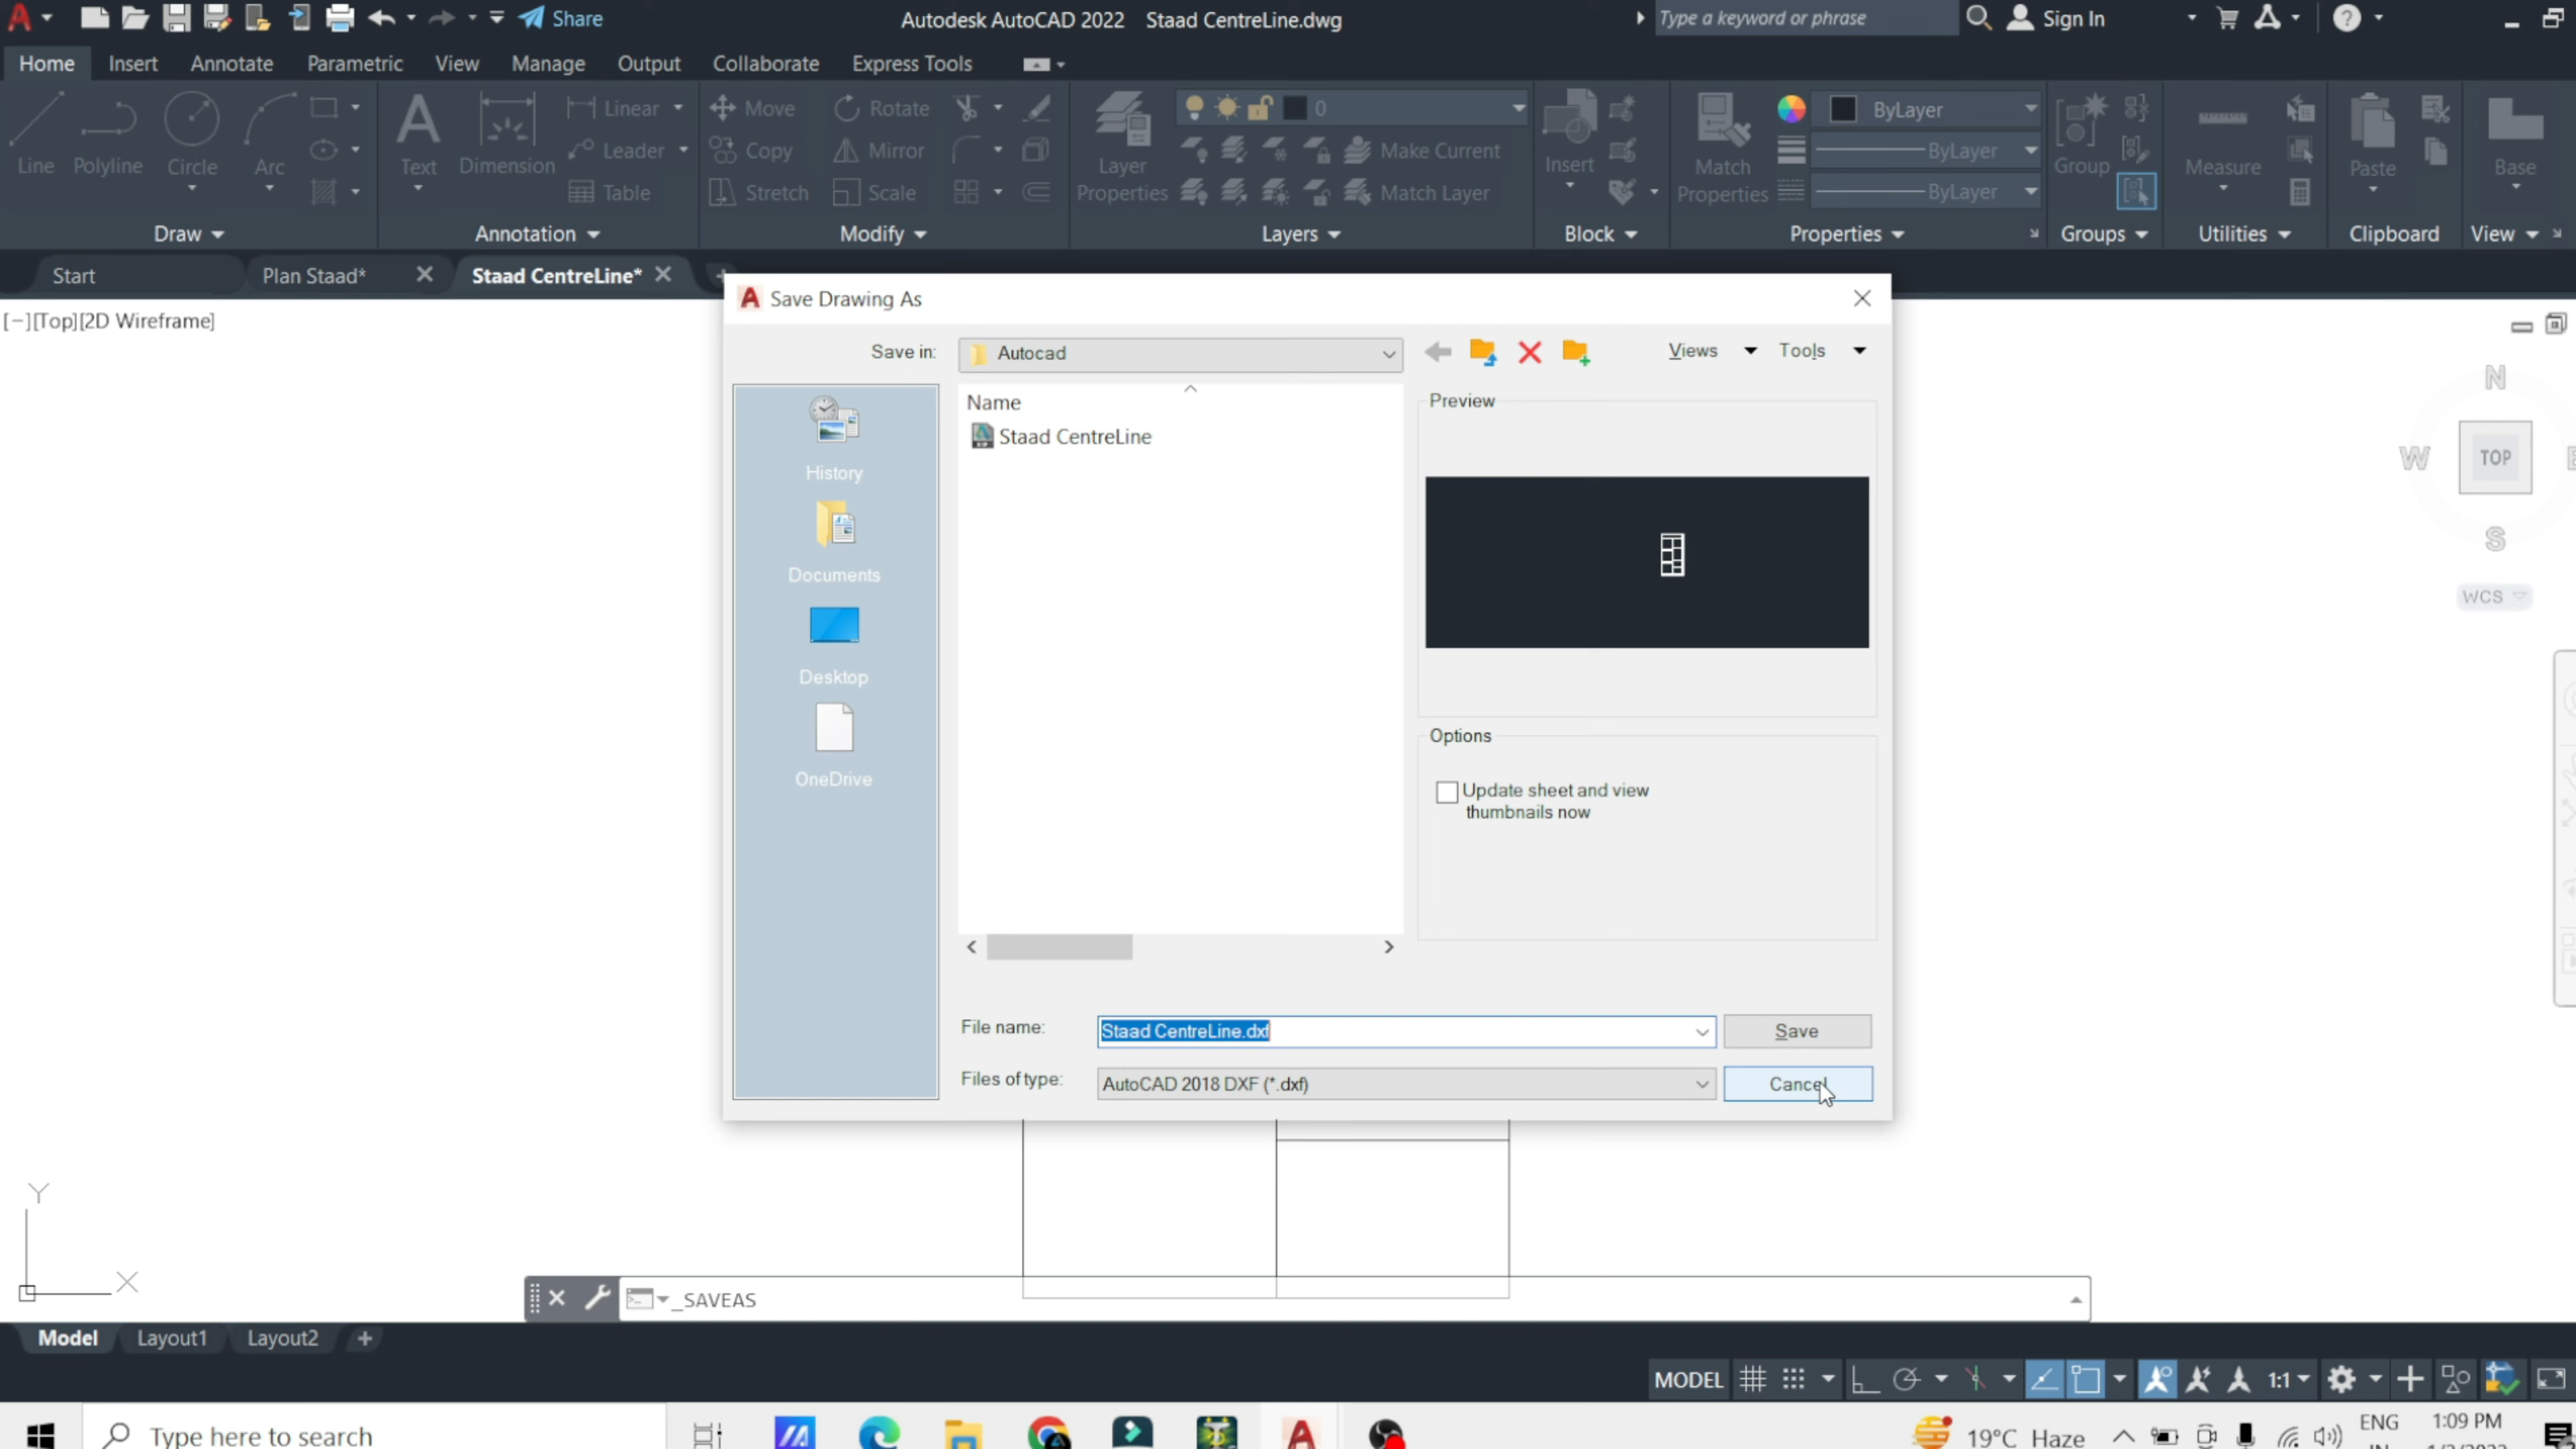 Share
Autodesk AutoCAD 2022 Staad CentreLine.dwg
Type a keyword or phrase
Sign In
Home Insert Annotate Parametric View Manage Output Collaborate Express Tools
Line Polyline Circle Arc
Text Dimension Linear
Leader
Table
Move Rotate
Copy Mirror
Stretch Scale
Layer Properties
0
Make Current
Match Layer
Insert
Match Properties
ByLayer
ByLayer
ByLayer
Group
Measure
Paste
Base
Draw Annotation Modify Layers Block Properties Groups Utilities Clipboard View
Start Plan Staad* Staad CentreLine*
[−][Top][2D Wireframe]
Save Drawing As
Save in: Autocad
Views Tools
Name
Staad CentreLine
History
Documents
Desktop
OneDrive
Preview
Options
Update sheet and view
thumbnails now
File name: Staad CentreLine.dxf Save
Files of type: AutoCAD 2018 DXF (*.dxf) Cancel
N
W TOP
S
WCS
Y
X
_SAVEAS
Model Layout1 Layout2
MODEL 1:1
Type here to search
19°C Haze
ENG
1:09 PM